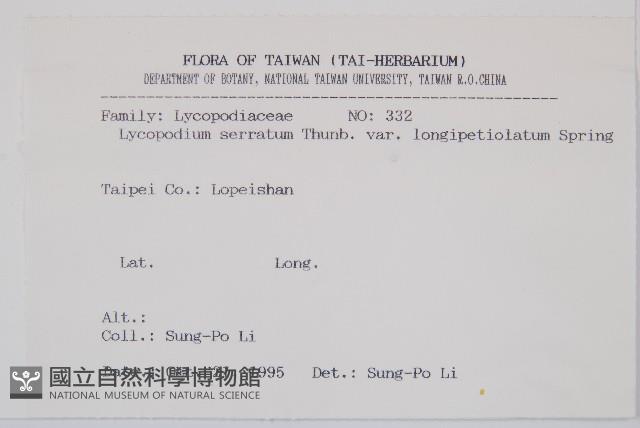 FLORA OF TAIWAN (TAI-HERBARIUM)
DEPARTMENT OF BOTANY, NATIONAL TAIWAN UNIVERSITY, TAIWAN R.O.CHINA
Family: Lycopodiaceae NO: 332
Lycopodium serratum Thunb. var. longipetiolatum Spring
Taipei Co.: Lopeishan
Lat. Long.
Alt.:
Coll.: Sung-Po Li
1995 Det.: Sung-Po Li
國立自然科學博物館
NATIONAL MUSEUM OF NATURAL SCIENCE